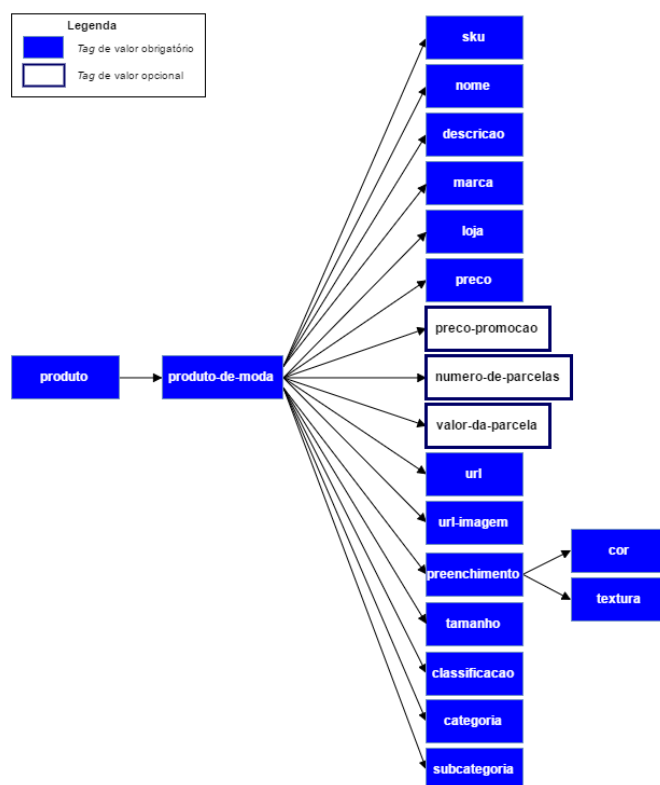 Legenda
Tag de valor obrigatório
Tag de valor opcional
sku
nome
descricao
marca
loja
preco
preco-promocao
produto
produto-de-moda
numero-de-parcelas
valor-da-parcela
url
url-imagem
preenchimento
cor
textura
tamanho
classificacao
categoria
subcategoria